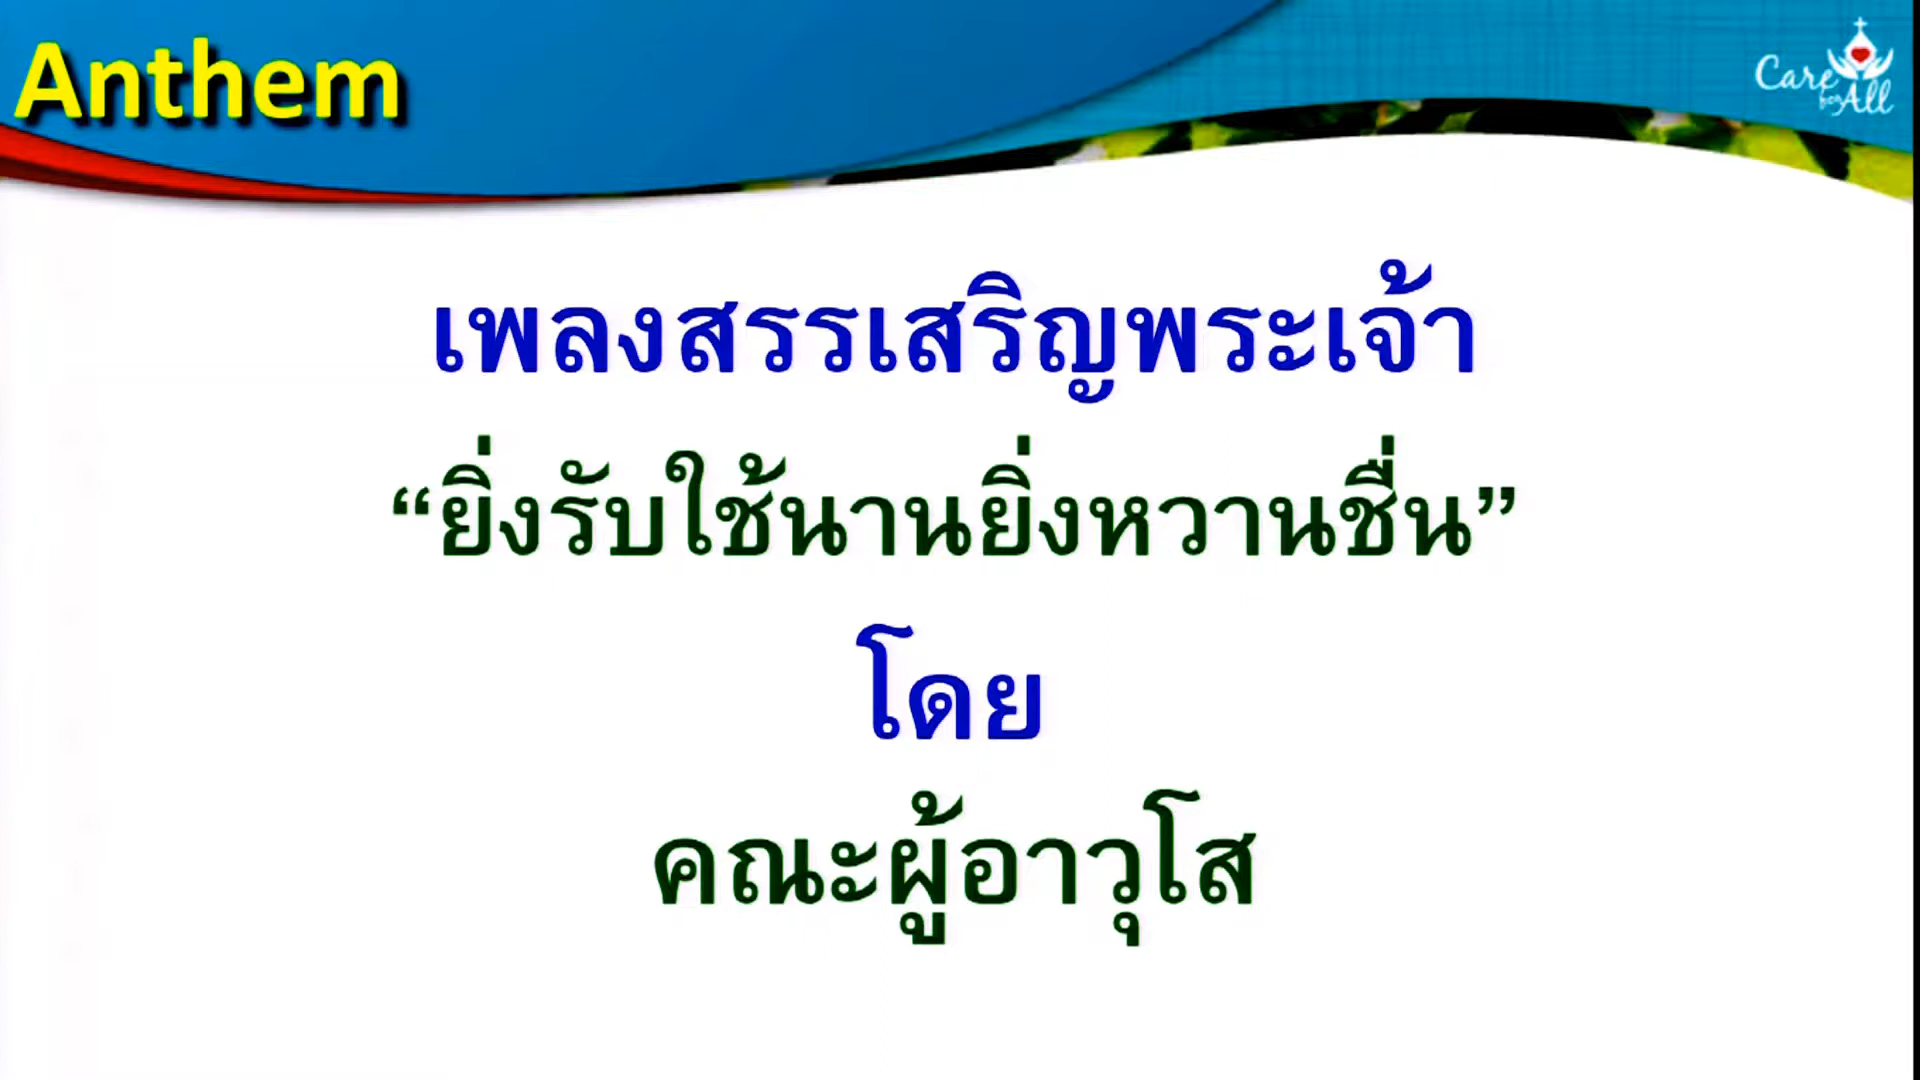 Anthem
Care
for All
เพลงสรรเสริญพระเจ้า
“ยิ่งรับใช้นานยิ่งหวานชื่น”
โดย
คณะผู้อาวุโส